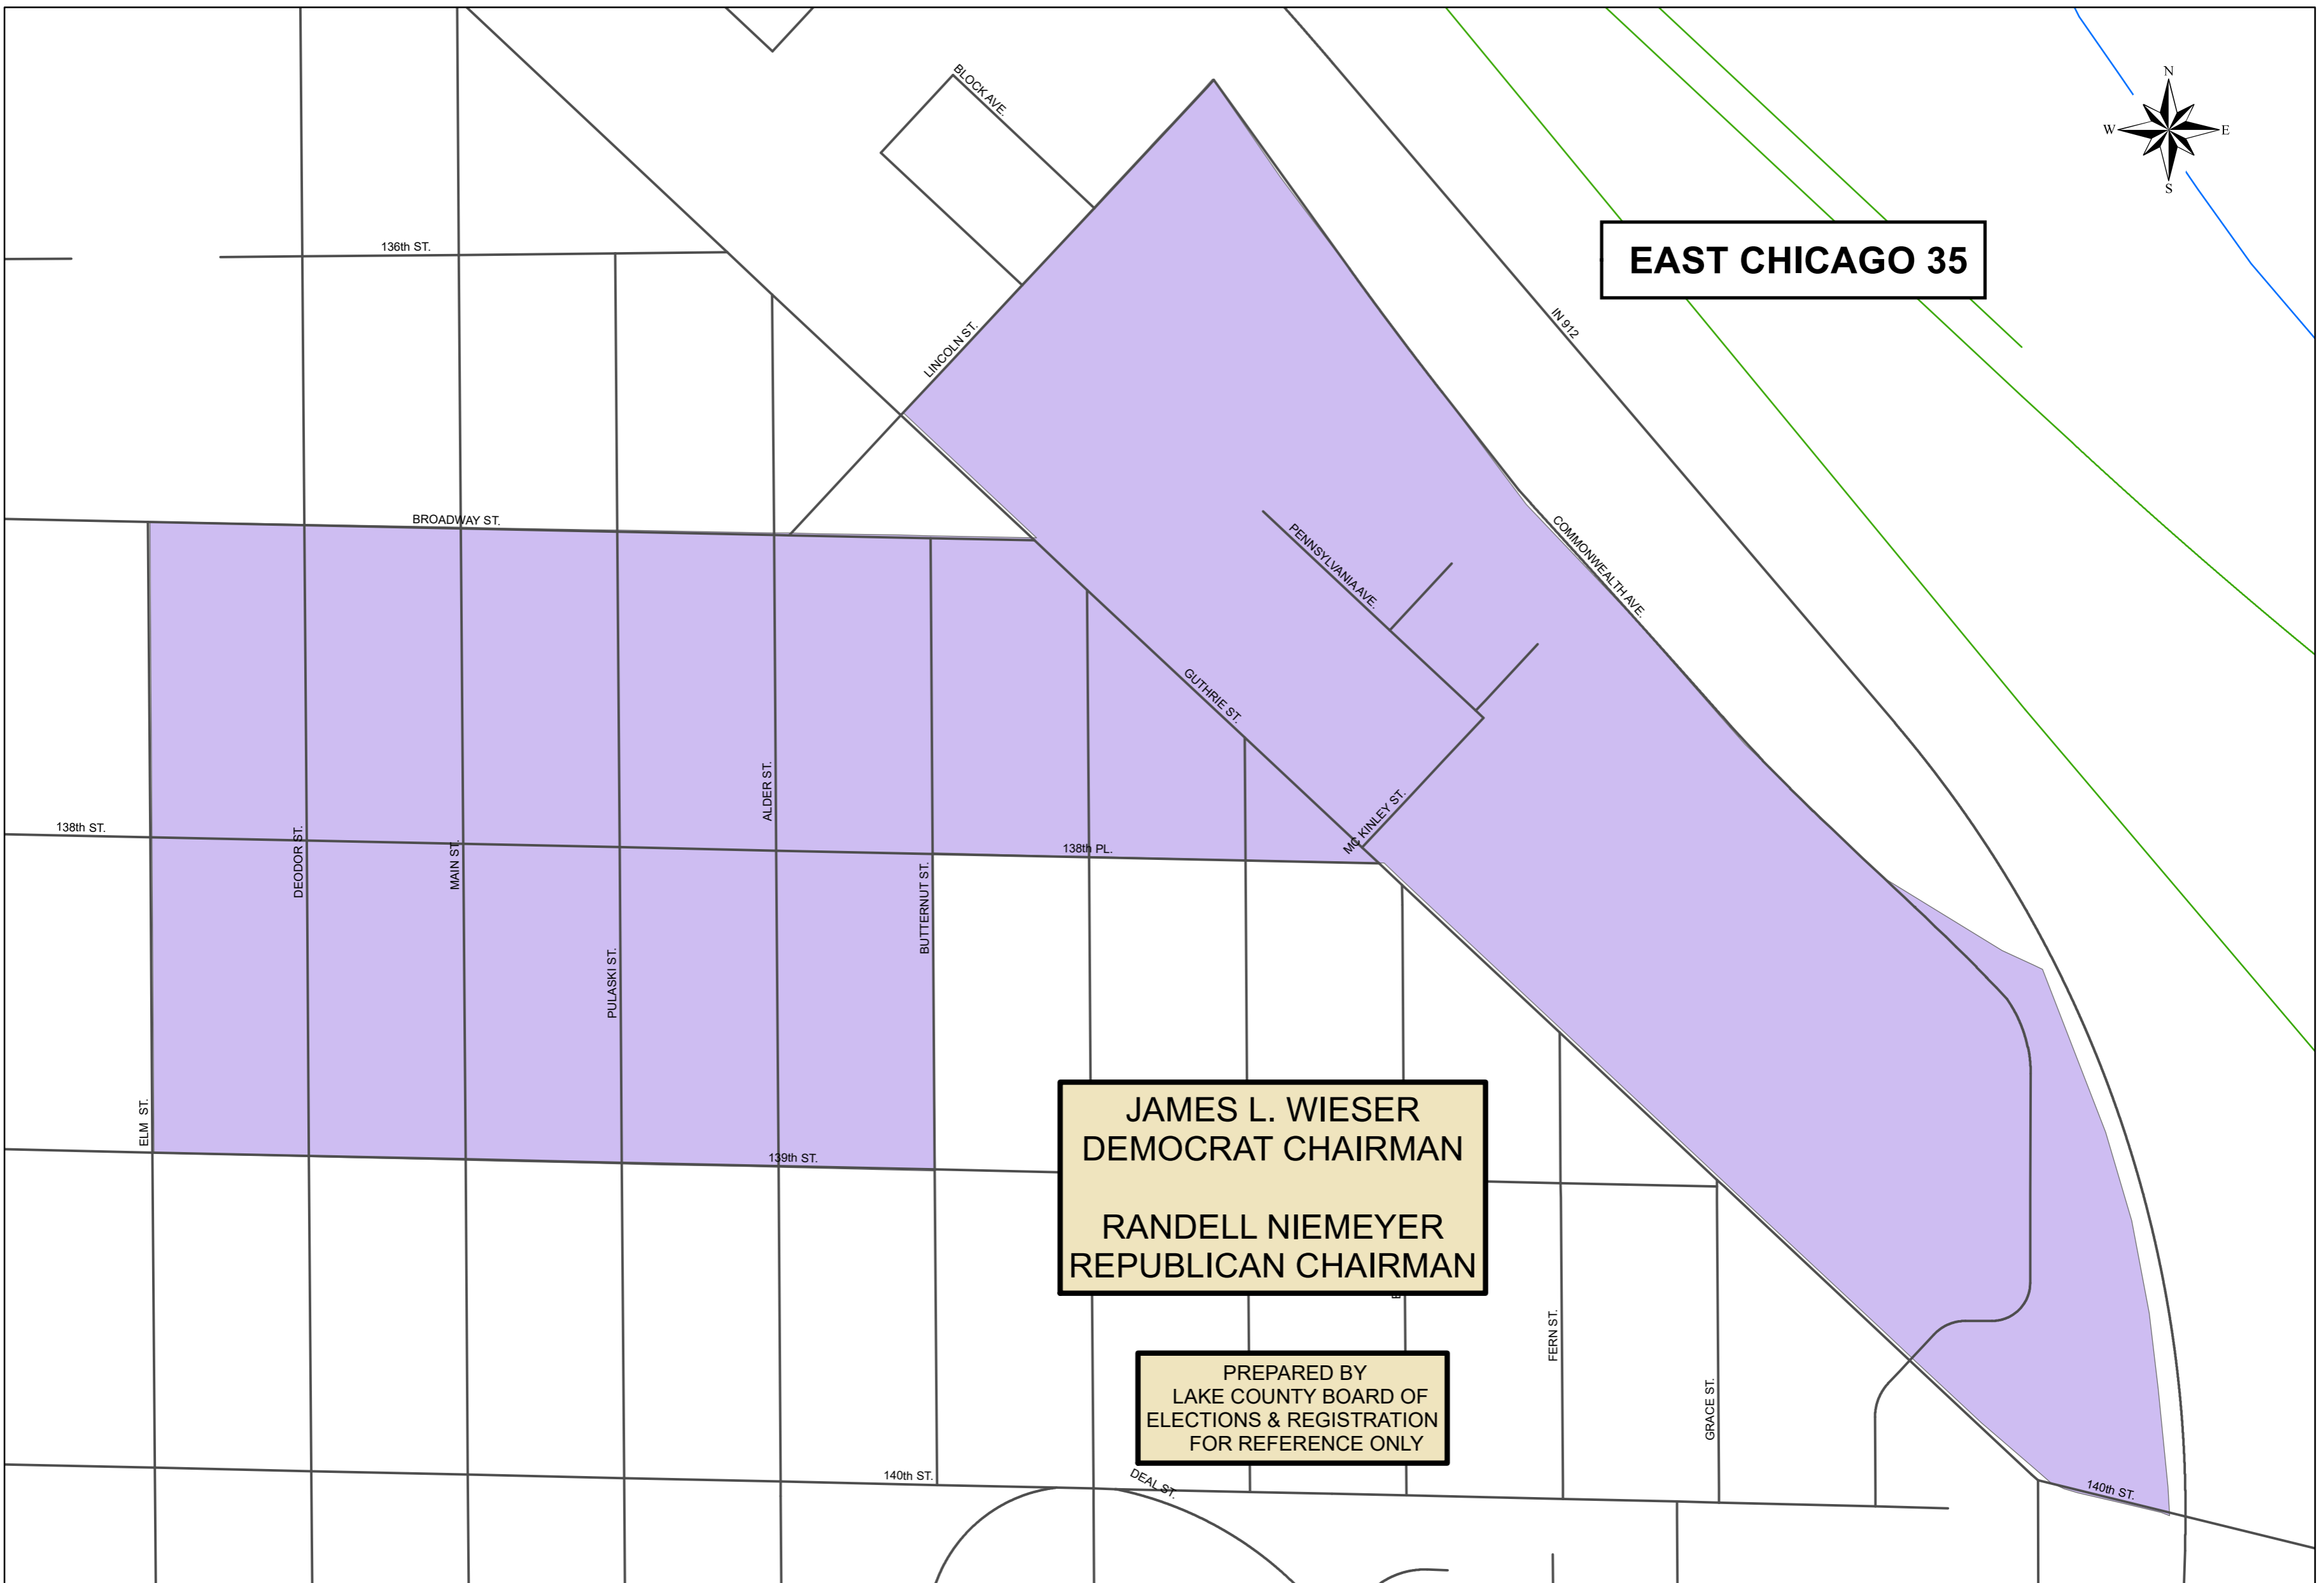 N
W E
S
BLOCK AVE.
EAST CHICAGO 35
136th ST.
LINCOLN ST.
IN 912
BROADWAY ST.
COMMONWEALTH AVE.
PENNSYLVANIA AVE.
GUTHRIE ST.
ALDER ST.
MC KINLEY ST.
138th ST.
DEODOR ST.
MAIN ST.
138th PL.
BUTTERNUT ST.
PULASKI ST.
ELM ST.
139th ST.
JAMES L. WIESER
DEMOCRAT CHAIRMAN
RANDELL NIEMEYER
REPUBLICAN CHAIRMAN
FERN ST.
GRACE ST.
PREPARED BY
LAKE COUNTY BOARD OF
ELECTIONS & REGISTRATION
FOR REFERENCE ONLY
140th ST.
DEAL ST.
140th ST.